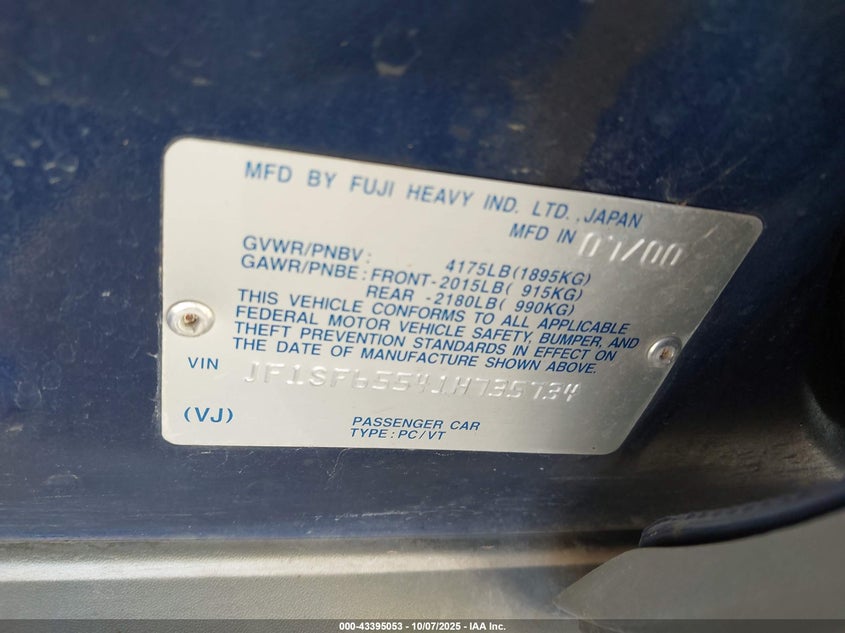 MFD BY FUJI HEAVY IND. LTD., JAPAN
MFD IN 07/00
GVWR/PNBV: 4175LB(1895KG)
GAWR/PNBE: FRONT-2015LB( 915KG)
REAR -2180LB( 990KG)
THIS VEHICLE CONFORMS TO ALL APPLICABLE
FEDERAL MOTOR VEHICLE SAFETY, BUMPER, AND
THEFT PREVENTION STANDARDS IN EFFECT ON
THE DATE OF MANUFACTURE SHOWN ABOVE.
VIN JF1SF65541H735734
(VJ)
PASSENGER CAR
TYPE : PC/VT
000-43395053 - 10/07/2025 - IAA Inc.